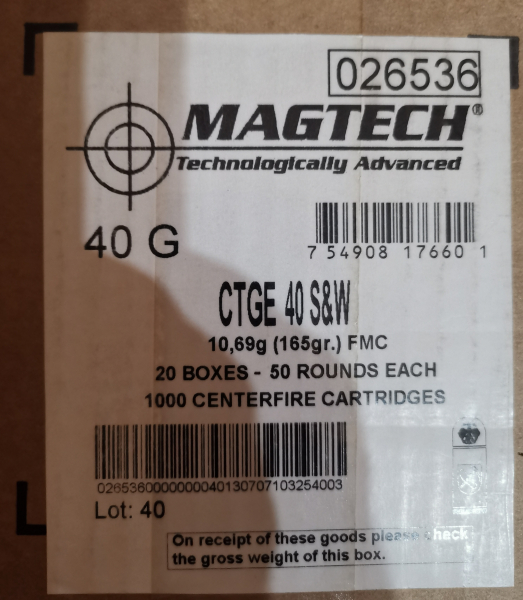 026536
MAGTECH®
Technologically Advanced
40 G
7 54908 17660 1
CTGE 40 S&W
10,69g (165gr.) FMC
20 BOXES - 50 ROUNDS EACH
1000 CENTERFIRE CARTRIDGES
0265360000000040130707103254003
Lot: 40
On receipt of these goods please check
the gross weight of this box.